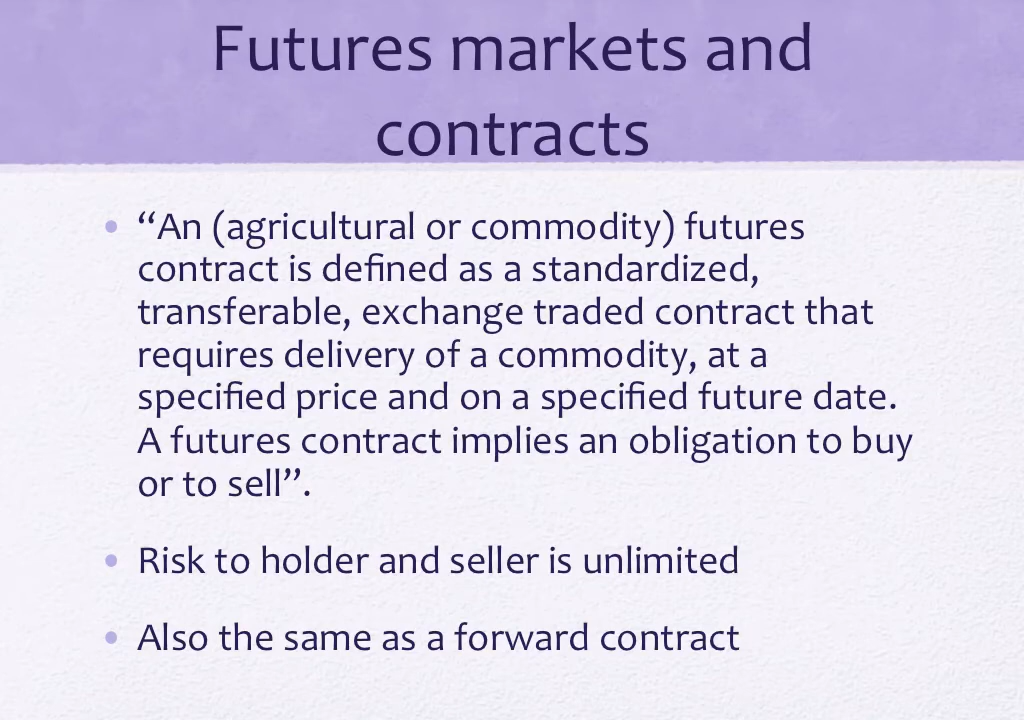 Futures markets and
contracts
• “An (agricultural or commodity) futures
contract is defined as a standardized,
transferable, exchange traded contract that
requires delivery of a commodity, at a
specified price and on a specified future date.
A futures contract implies an obligation to buy
or to sell”.
• Risk to holder and seller is unlimited
• Also the same as a forward contract